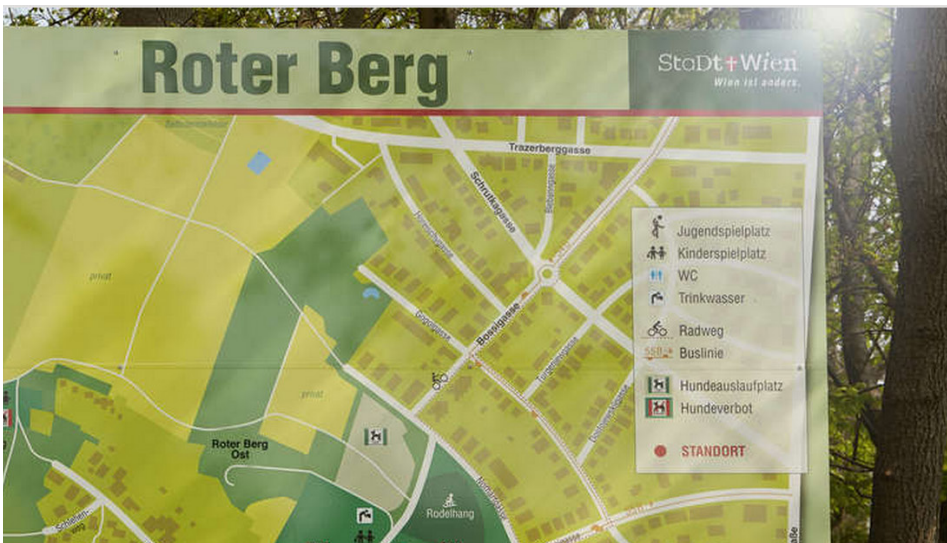 Roter Berg
StaDt Wien
Wien ist anders.
Trazerberggasse
Schrutkagasse
privat
Jugendspielplatz
Kinderspielplatz
WC
Trinkwasser
Radweg
Buslinie
Hundeauslaufplatz
Hundeverbot
STANDORT
Bossigasse
privat
Roter Berg
Ost
Rodelhang